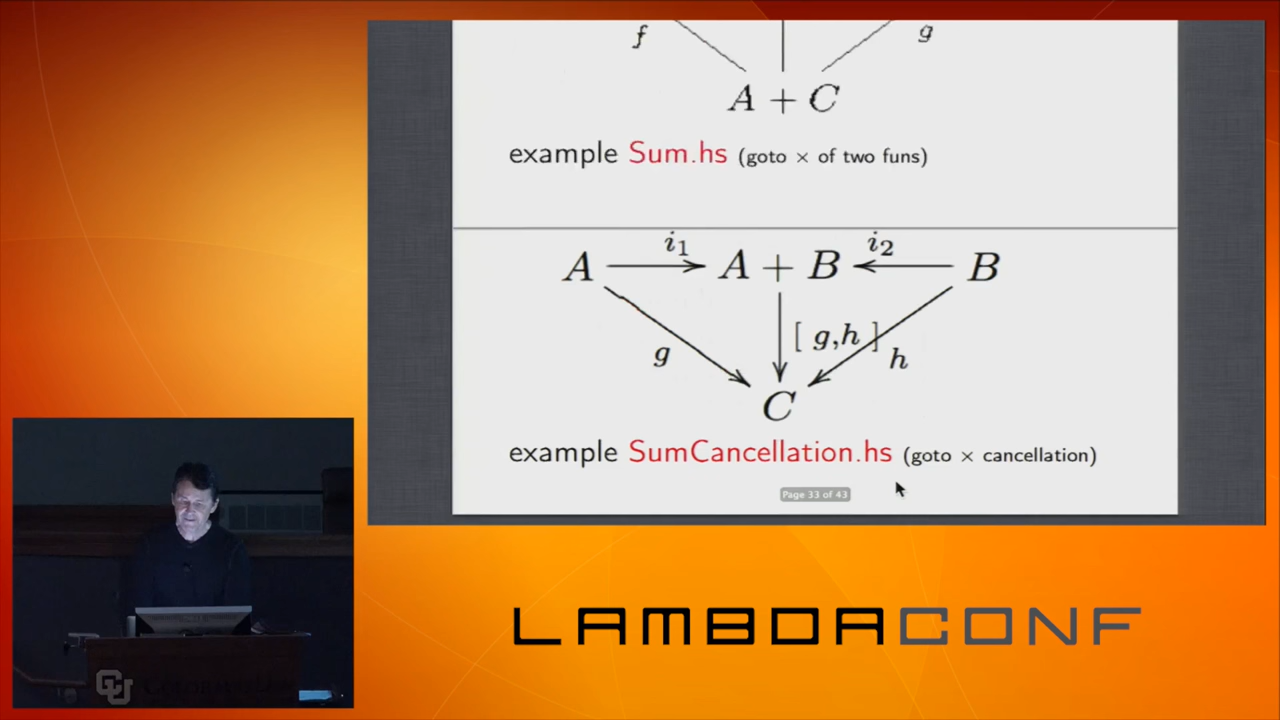 f g
A + C
example Sum.hs (goto × of two funs)
i₁ i₂
A A + B B
[ g,h ]
g h
C
example SumCancellation.hs (goto × cancellation)
Page 33 of 43
LAMBDACONF
CU